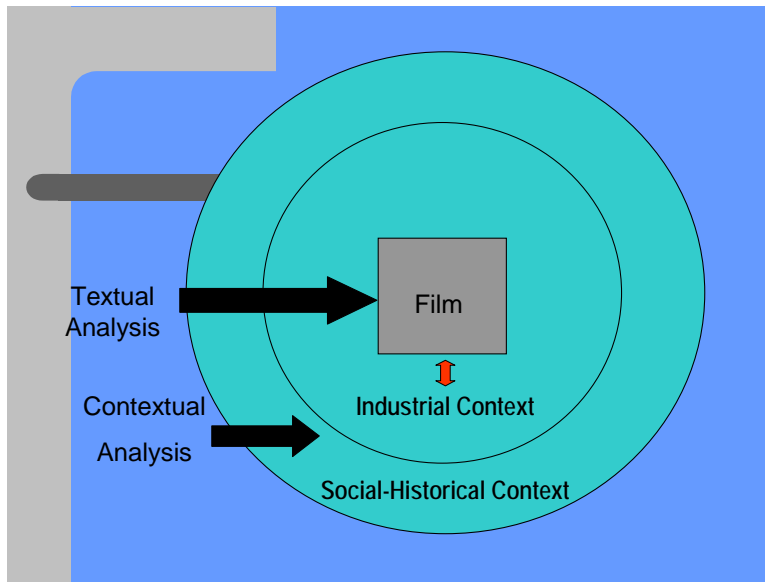 Textual
Analysis
Film
Contextual
Analysis
Industrial Context
Social-Historical Context